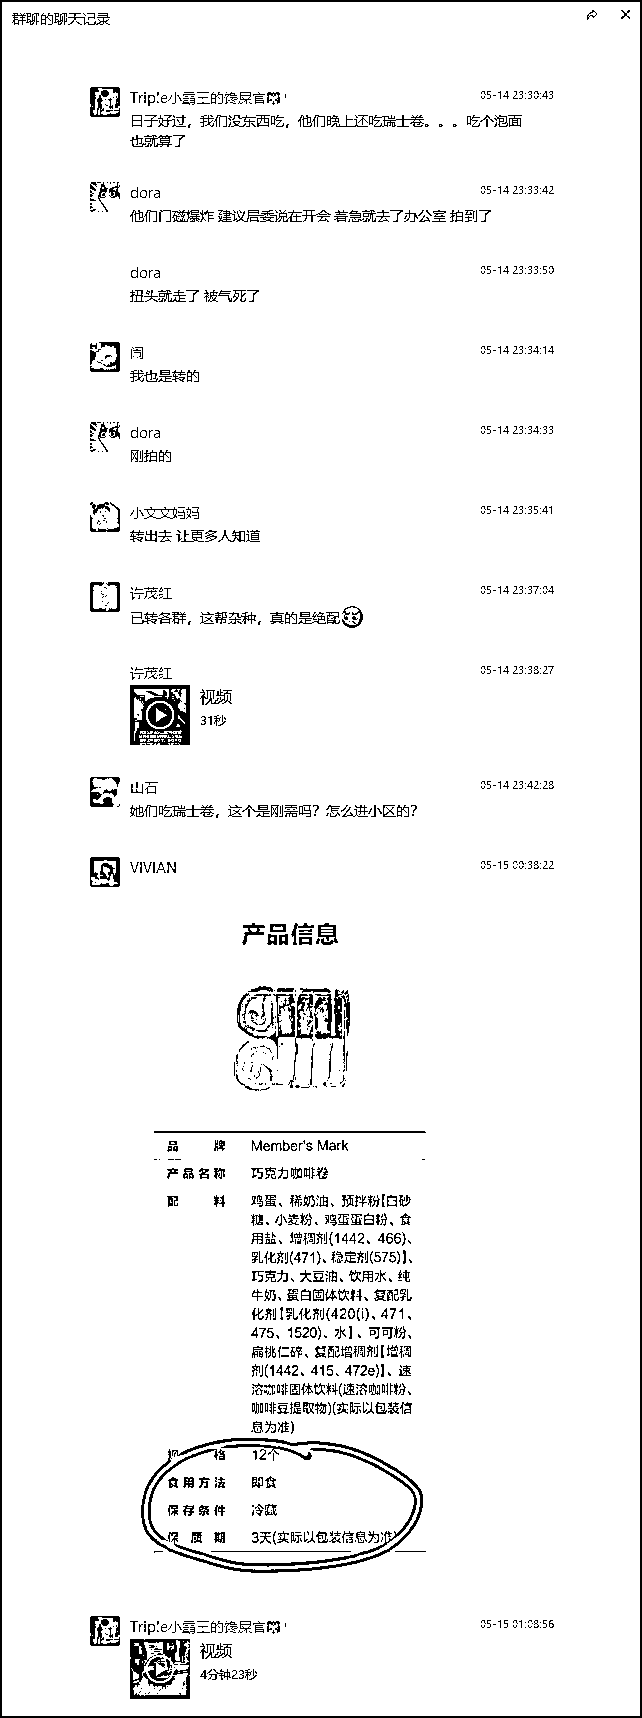 群聊的聊天记录
Triple小霸王的馋屎官
05-14 23:30:43
日子好过，我们没东西吃，他们晚上还吃瑞士卷。。。吃个泡面
也就算了
dora
05-14 23:33:42
他们门磁爆炸 建议居委说在开会 着急就去了办公室 拍到了
dora
05-14 23:33:50
扭头就走了 被气死了
闫
05-14 23:34:14
我也是转的
dora
05-14 23:34:33
刚拍的
小文文妈妈
05-14 23:35:41
转出去 让更多人知道
许茂红
05-14 23:37:04
已转各群，这帮杂种，真的是绝配
许茂红
05-14 23:38:27
视频
31秒
山石
05-14 23:42:28
她们吃瑞士卷，这个是刚需吗？怎么进小区的？
VIVIAN
05-15 00:38:22
产品信息
品 牌 Member's Mark
产品名称 巧克力咖啡卷
配 料 鸡蛋、稀奶油、预拌粉【白砂
糖、小麦粉、鸡蛋蛋白粉、食
用盐、增稠剂(1442、466)、
乳化剂(471)、稳定剂(575)】、
巧克力、大豆油、饮用水、纯
牛奶、蛋白固体饮料、复配乳
化剂【乳化剂(420(i)、471、
475、1520)、水】、可可粉、
扁桃仁碎、复配增稠剂【增稠
剂(1442、415、472e)】、速
溶咖啡固体饮料(速溶咖啡粉、
咖啡豆提取物)(实际以包装信
息为准)
规 格 12个
食用方法 即食
保存条件 冷藏
保 质 期 3天(实际以包装信息为准)
Triple小霸王的馋屎官
05-15 01:08:56
视频
4分钟23秒